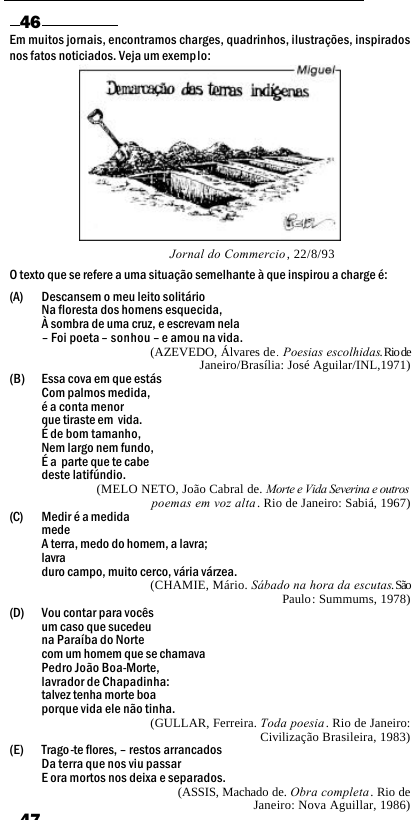 46
Em muitos jornais, encontramos charges, quadrinhos, ilustrações, inspirados
nos fatos noticiados. Veja um exemplo:
Miguel
Demarcação das terras indígenas
Jornal do Commercio, 22/8/93
O texto que se refere a uma situação semelhante à que inspirou a charge é:
(A) Descansem o meu leito solitário
Na floresta dos homens esquecida,
À sombra de uma cruz, e escrevam nela
– Foi poeta – sonhou – e amou na vida.
(AZEVEDO, Álvares de. Poesias escolhidas. Rio de
Janeiro/Brasília: José Aguilar/INL,1971)
(B) Essa cova em que estás
Com palmos medida,
é a conta menor
que tiraste em vida.
É de bom tamanho,
Nem largo nem fundo,
É a parte que te cabe
deste latifúndio.
(MELO NETO, João Cabral de. Morte e Vida Severina e outros
poemas em voz alta. Rio de Janeiro: Sabiá, 1967)
(C) Medir é a medida
mede
A terra, medo do homem, a lavra;
lavra
duro campo, muito cerco, vária várzea.
(CHAMIE, Mário. Sábado na hora da escutas. São
Paulo: Summums, 1978)
(D) Vou contar para vocês
um caso que sucedeu
na Paraíba do Norte
com um homem que se chamava
Pedro João Boa-Morte,
lavrador de Chapadinha:
talvez tenha morte boa
porque vida ele não tinha.
(GULLAR, Ferreira. Toda poesia. Rio de Janeiro:
Civilização Brasileira, 1983)
(E) Trago-te flores, – restos arrancados
Da terra que nos viu passar
E ora mortos nos deixa e separados.
(ASSIS, Machado de. Obra completa. Rio de
Janeiro: Nova Aguillar, 1986)
47